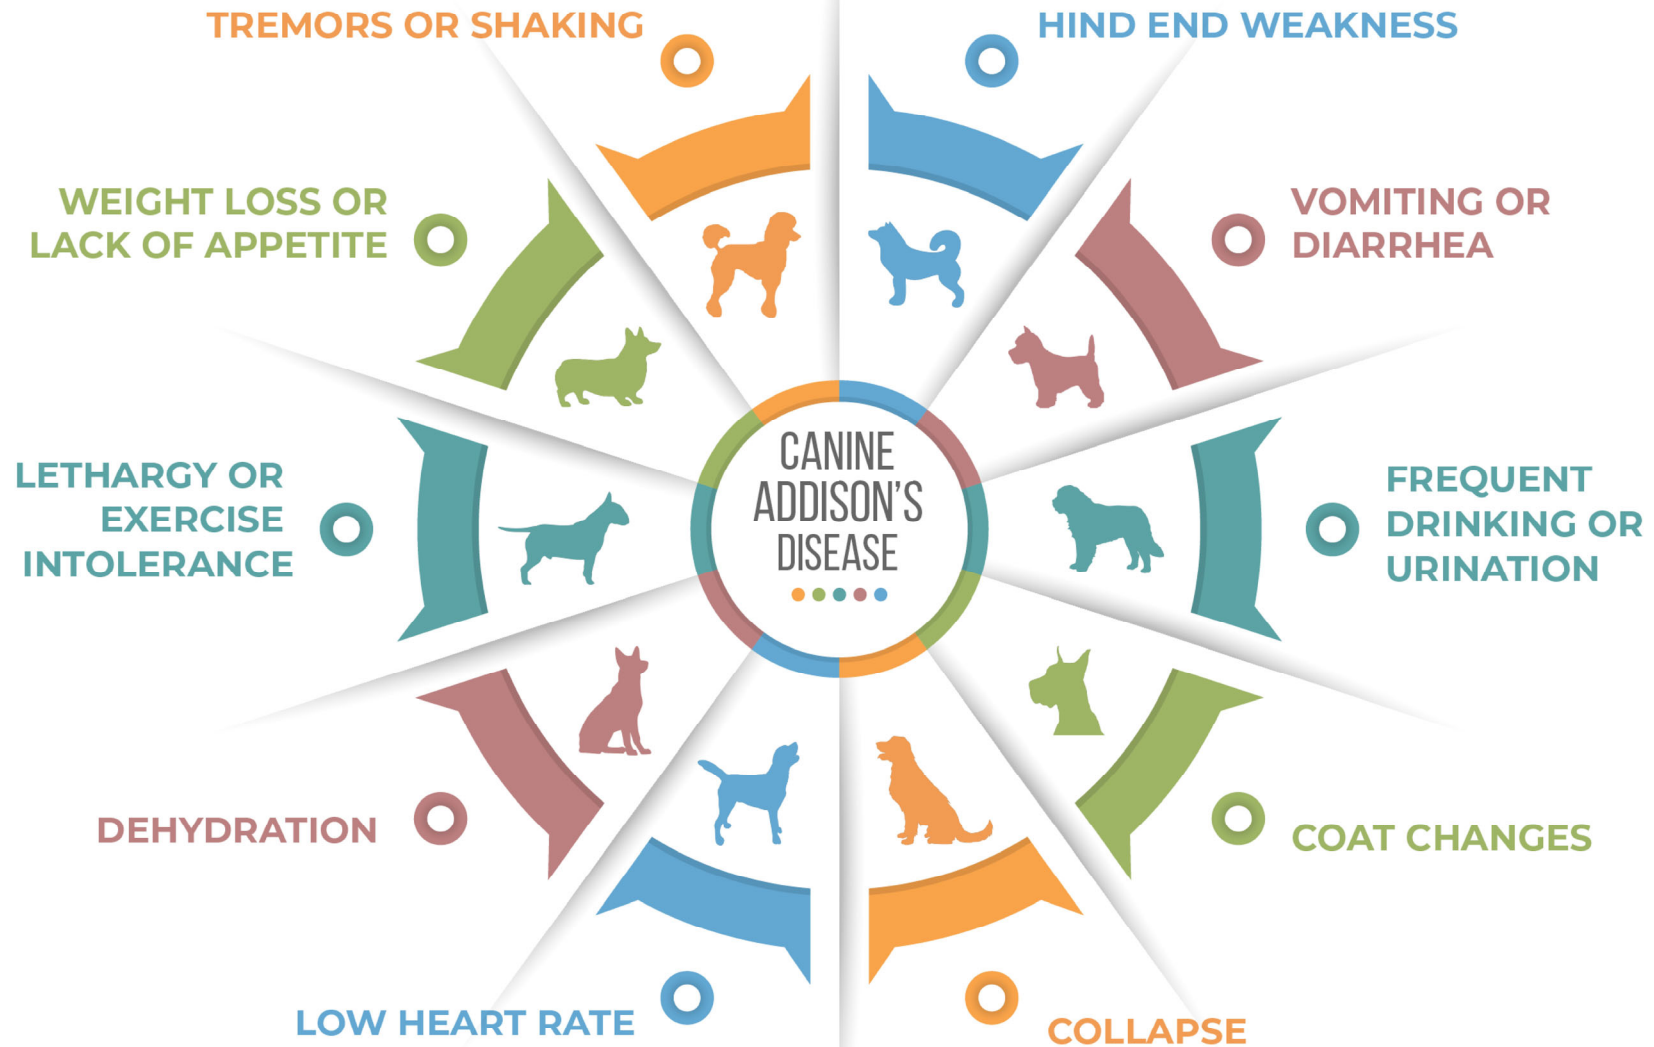 TREMORS OR SHAKING
HIND END WEAKNESS
WEIGHT LOSS OR
LACK OF APPETITE
VOMITING OR
DIARRHEA
CANINE
ADDISON'S
DISEASE
LETHARGY OR
EXERCISE
INTOLERANCE
FREQUENT
DRINKING OR
URINATION
DEHYDRATION
COAT CHANGES
LOW HEART RATE
COLLAPSE